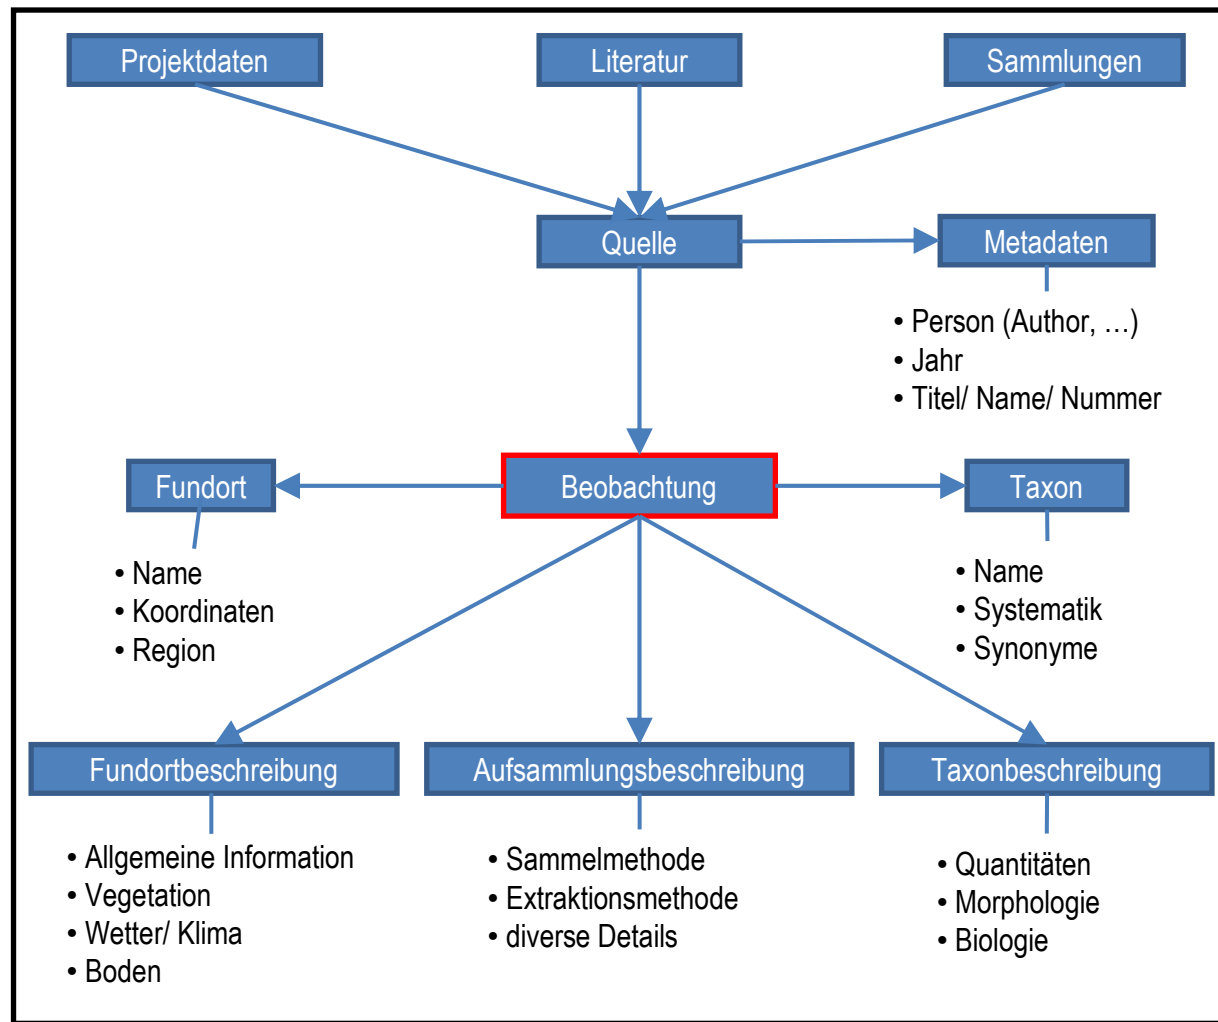 Projektdaten
Literatur
Sammlungen
Quelle
Metadaten
• Person (Author, …)
• Jahr
• Titel/ Name/ Nummer
Fundort
Beobachtung
Taxon
• Name
• Koordinaten
• Region
• Name
• Systematik
• Synonyme
Fundortbeschreibung
Aufsammlungsbeschreibung
Taxonbeschreibung
• Allgemeine Information
• Vegetation
• Wetter/ Klima
• Boden
• Sammelmethode
• Extraktionsmethode
• diverse Details
• Quantitäten
• Morphologie
• Biologie